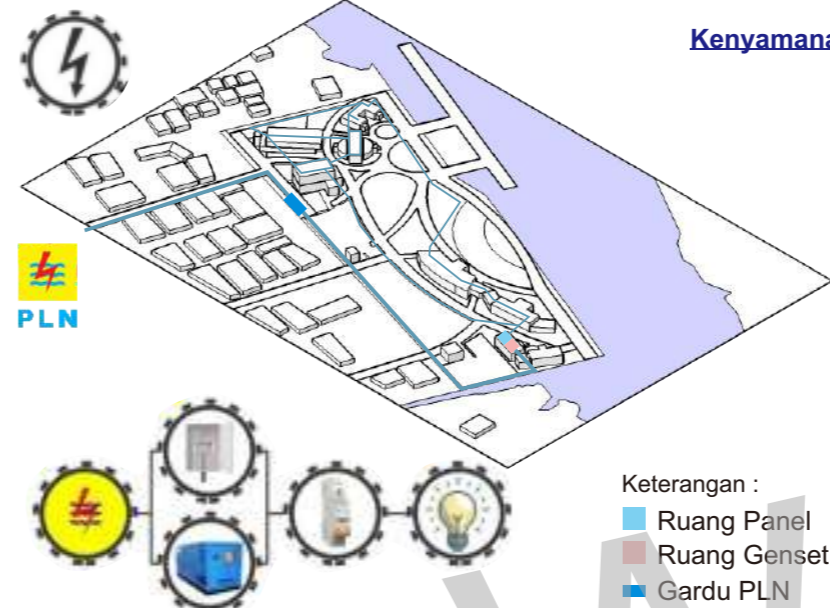 Kenyamana
PLN
Keterangan :
Ruang Panel
Ruang Genset
Gardu PLN